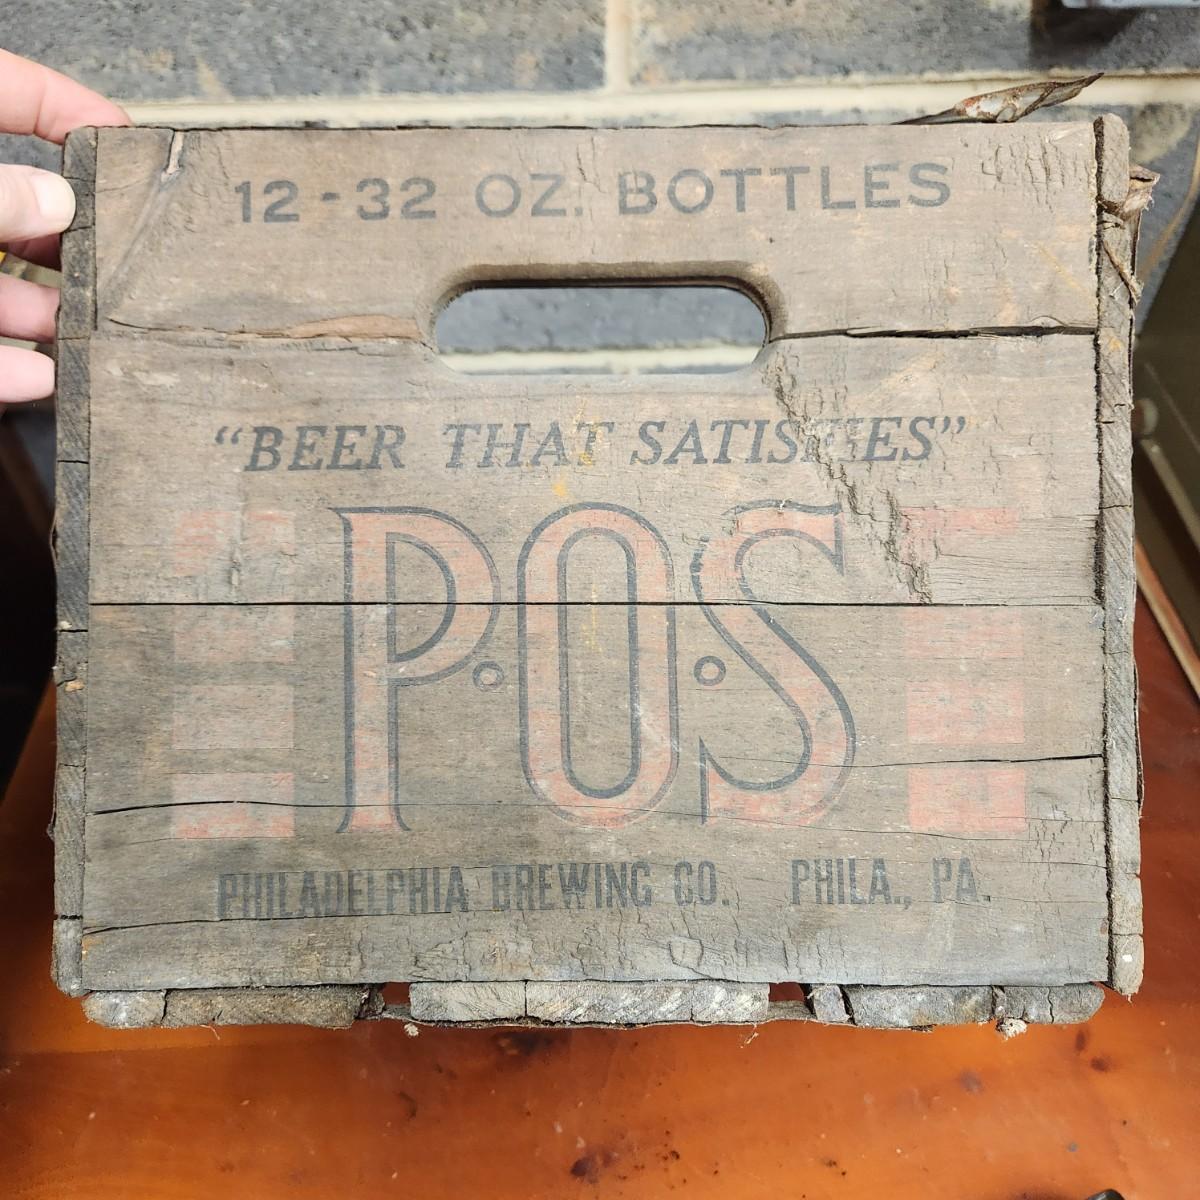 12-32 OZ. BOTTLES
"BEER THAT SATISFIES"
P.O.S
PHILADELPHIA BREWING CO. PHILA., PA.